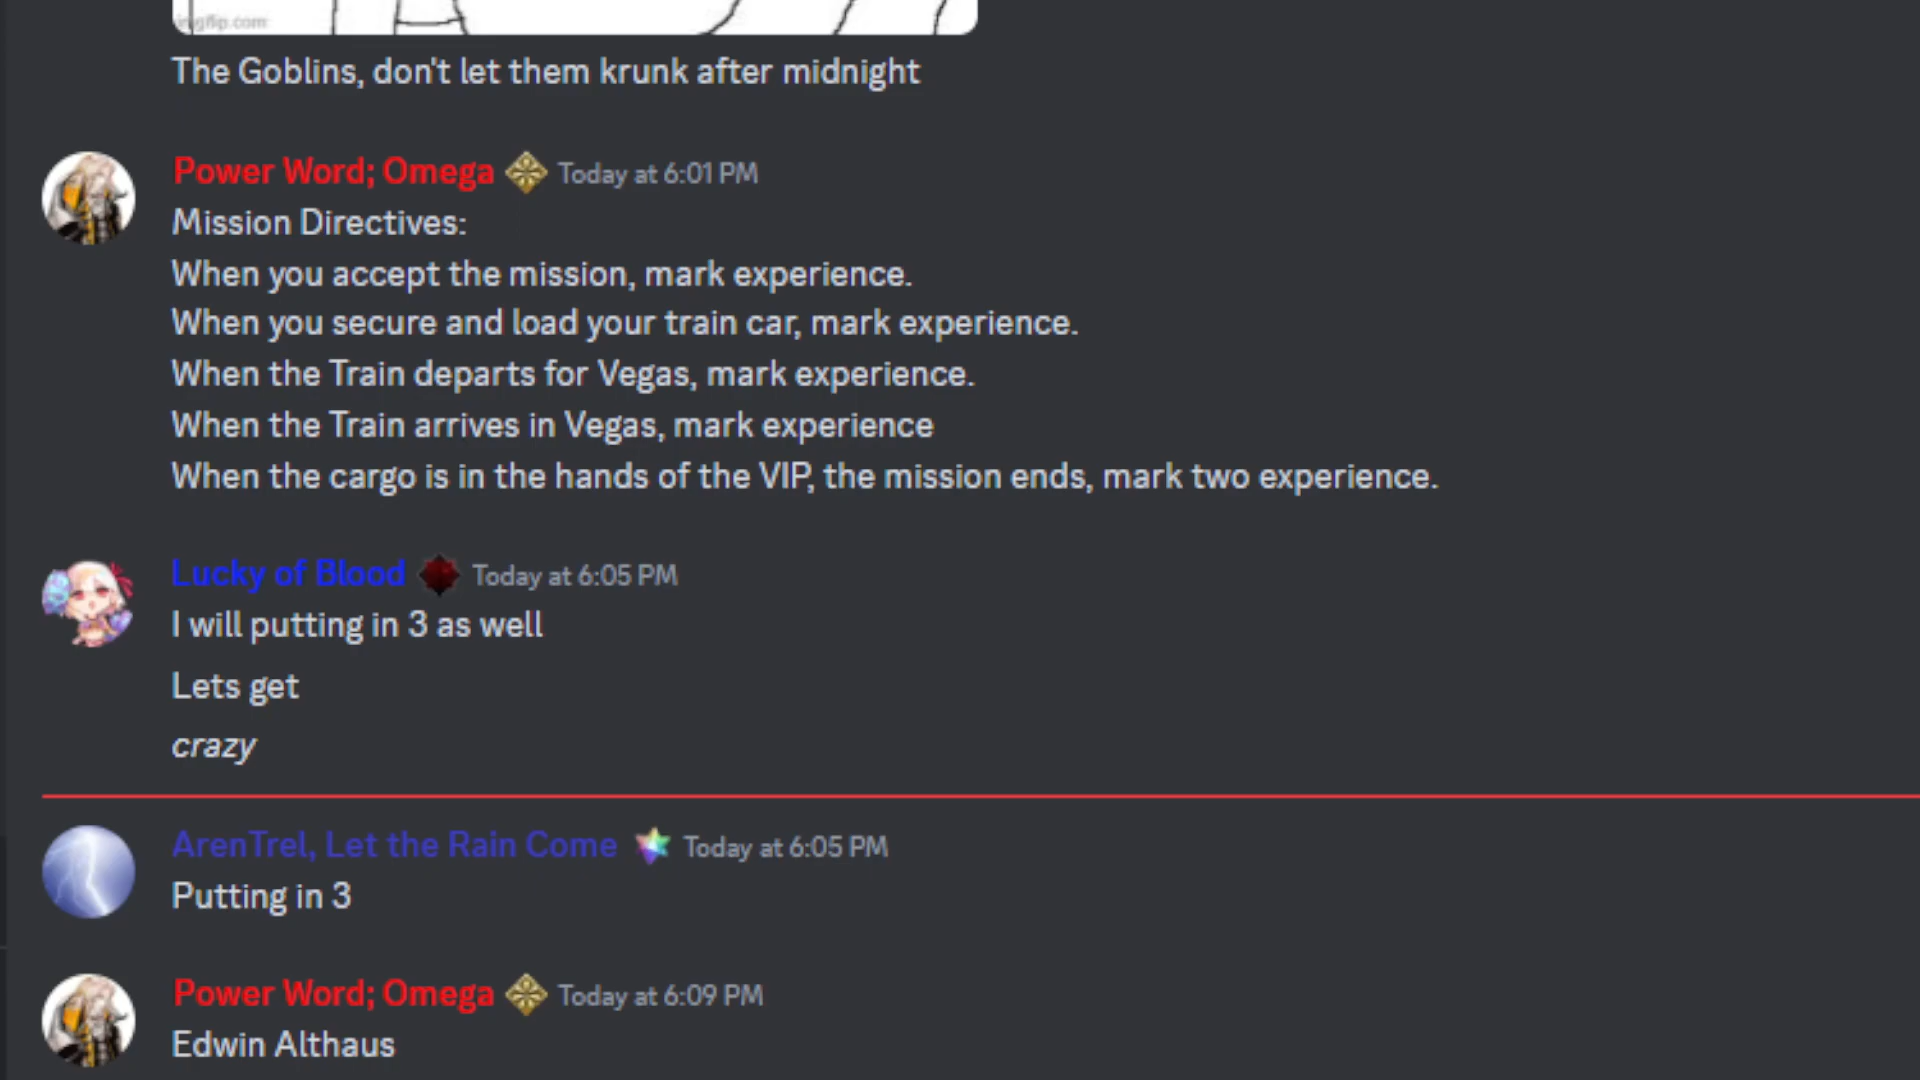 imgflip.com
The Goblins, don't let them krunk after midnight
Power Word; Omega Today at 6:01 PM
Mission Directives:
When you accept the mission, mark experience.
When you secure and load your train car, mark experience.
When the Train departs for Vegas, mark experience.
When the Train arrives in Vegas, mark experience
When the cargo is in the hands of the VIP, the mission ends, mark two experience.
Lucky of Blood Today at 6:05 PM
I will putting in 3 as well
Lets get
crazy
ArenTrel, Let the Rain Come Today at 6:05 PM
Putting in 3
Power Word; Omega Today at 6:09 PM
Edwin Althaus